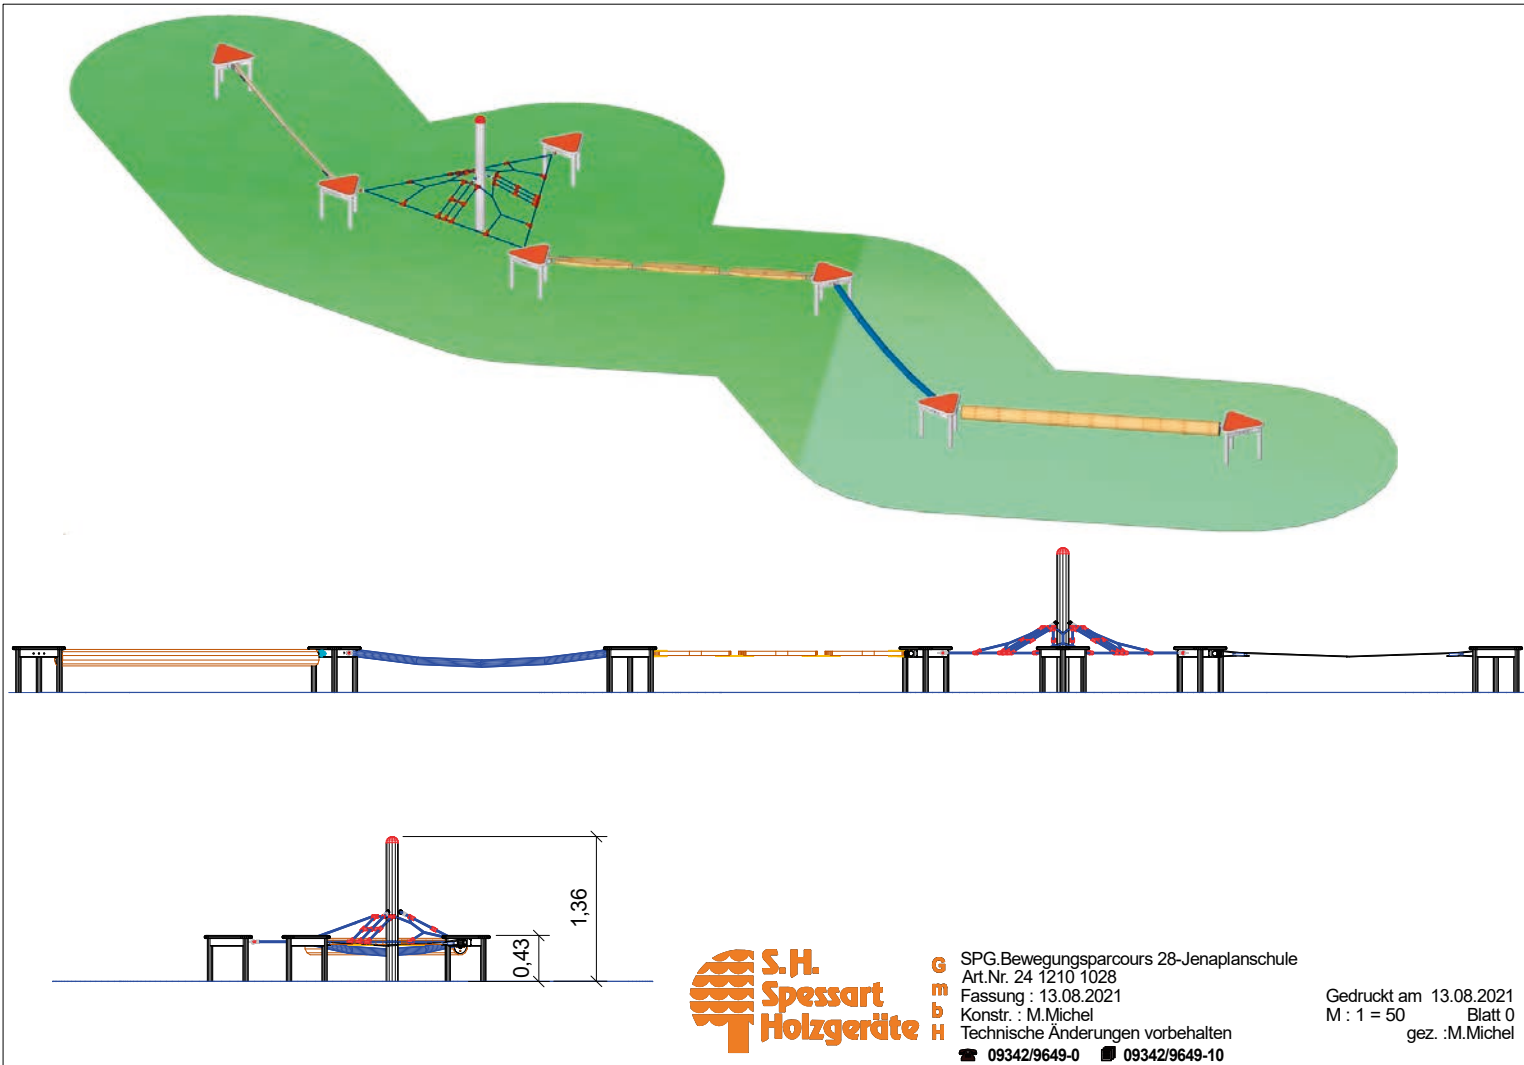 1,36
0,43
S.H.
Spessart
Holzgeräte
G
m
b
H
SPG.Bewegungsparcours 28-Jenaplanschule
Art.Nr. 24 1210 1028
Fassung : 13.08.2021
Konstr. : M.Michel
Technische Änderungen vorbehalten
09342/9649-0 09342/9649-10
Gedruckt am 13.08.2021
M : 1 = 50 Blatt 0
gez. :M.Michel